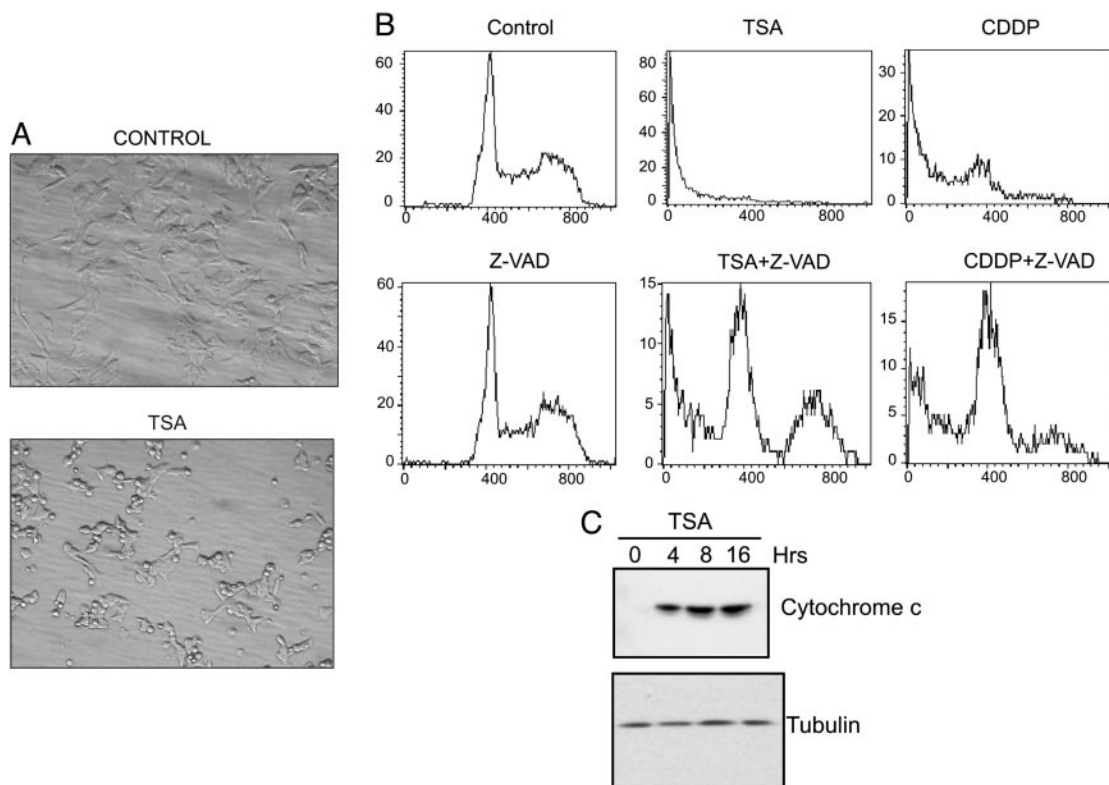 A
CONTROL
TSA
B
Control
TSA
CDDP
60
40
20
0
0 400 800
80
60
40
20
0
0 400 800
30
20
10
0
0 400 800
Z-VAD
TSA+Z-VAD
CDDP+Z-VAD
60
40
20
0
0 400 800
15
10
5
0
0 400 800
15
10
5
0
0 400 800
C
TSA
0 4 8 16 Hrs
Cytochrome c
Tubulin